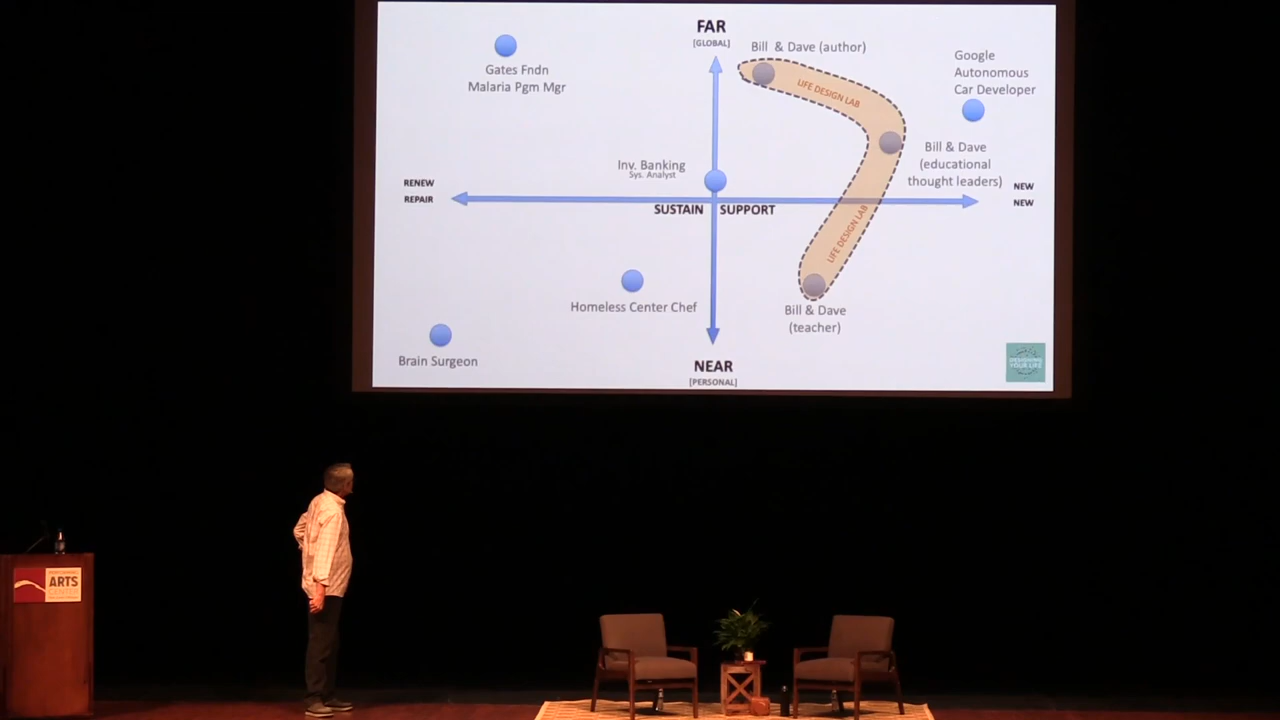 FAR
[GLOBAL]
Gates Fndn
Malaria Pgm Mgr
Bill & Dave (author)
LIFE DESIGN LAB
Google
Autonomous
Car Developer
Bill & Dave
(educational
thought leaders)
Inv. Banking
Sys. Analyst
RENEW
REPAIR
SUSTAIN
SUPPORT
NEW
NEW
LIFE DESIGN LAB
Homeless Center Chef
Bill & Dave
(teacher)
Brain Surgeon
NEAR
[PERSONAL]
DESIGNING
YOUR LIFE
ARTS
CENTER